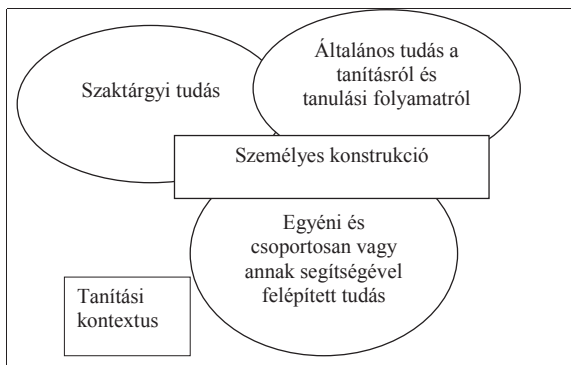 Szaktárgyi tudás
Általános tudás a
tanításról és
tanulási folyamatról
Személyes konstrukció
Egyéni és
csoportosan vagy
annak segítségével
felépített tudás
Tanítási
kontextus